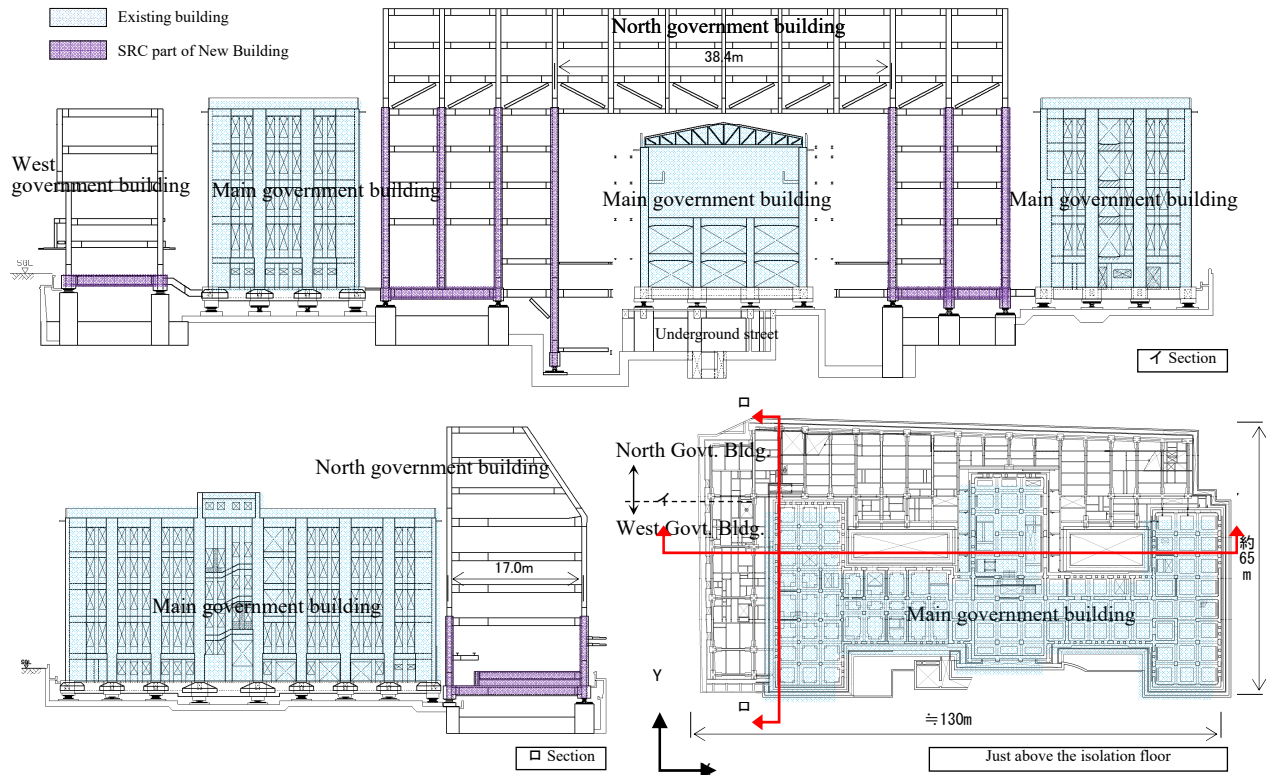 Existing building
SRC part of New Building
North government building
38.4m
West
government building
Main government building
Main government building
Main government building
Underground street
イ Section
North government building
17.0m
Main government building
ロ Section
ロ
North Govt. Bldg.
イ
West Govt. Bldg.
約
65
m
Main government building
Y
ロ
≒130m
Just above the isolation floor